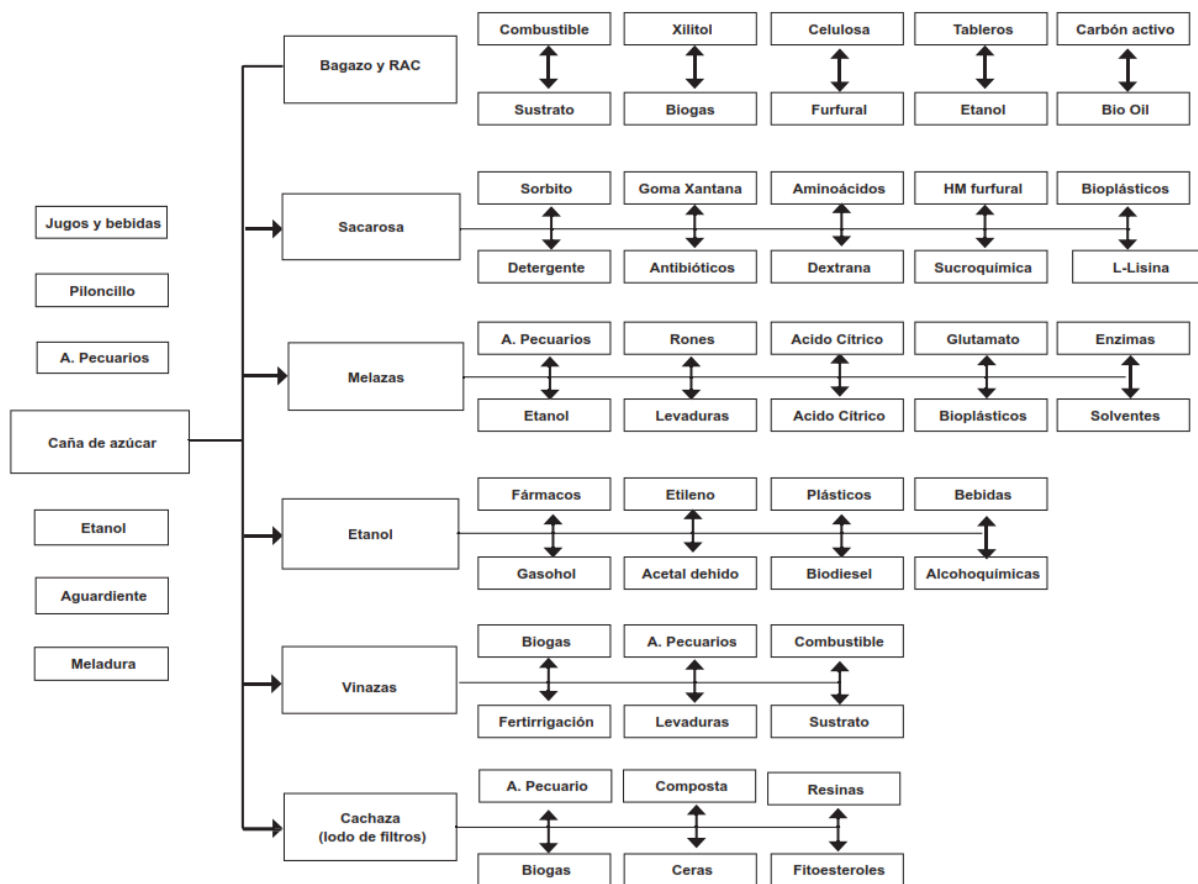 Combustible
Xilitol
Celulosa
Tableros
Carbón activo
Bagazo y RAC
Sustrato
Biogas
Furfural
Etanol
Bio Oil
Sorbito
Goma Xantana
Aminoácidos
HM furfural
Bioplásticos
Jugos y bebidas
Sacarosa
Detergente
Antibióticos
Dextrana
Sucroquímica
L-Lisina
Piloncillo
A. Pecuarios
A. Pecuarios
Rones
Acido Cítrico
Glutamato
Enzimas
Melazas
Etanol
Levaduras
Acido Cítrico
Bioplásticos
Solventes
Caña de azúcar
Fármacos
Etileno
Plásticos
Bebidas
Etanol
Etanol
Gasohol
Acetal dehido
Biodiesel
Alcohoquímicas
Aguardiente
Meladura
Biogas
A. Pecuarios
Combustible
Vinazas
Fertirrigación
Levaduras
Sustrato
A. Pecuario
Composta
Resinas
Cachaza
(lodo de filtros)
Biogas
Ceras
Fitoesteroles